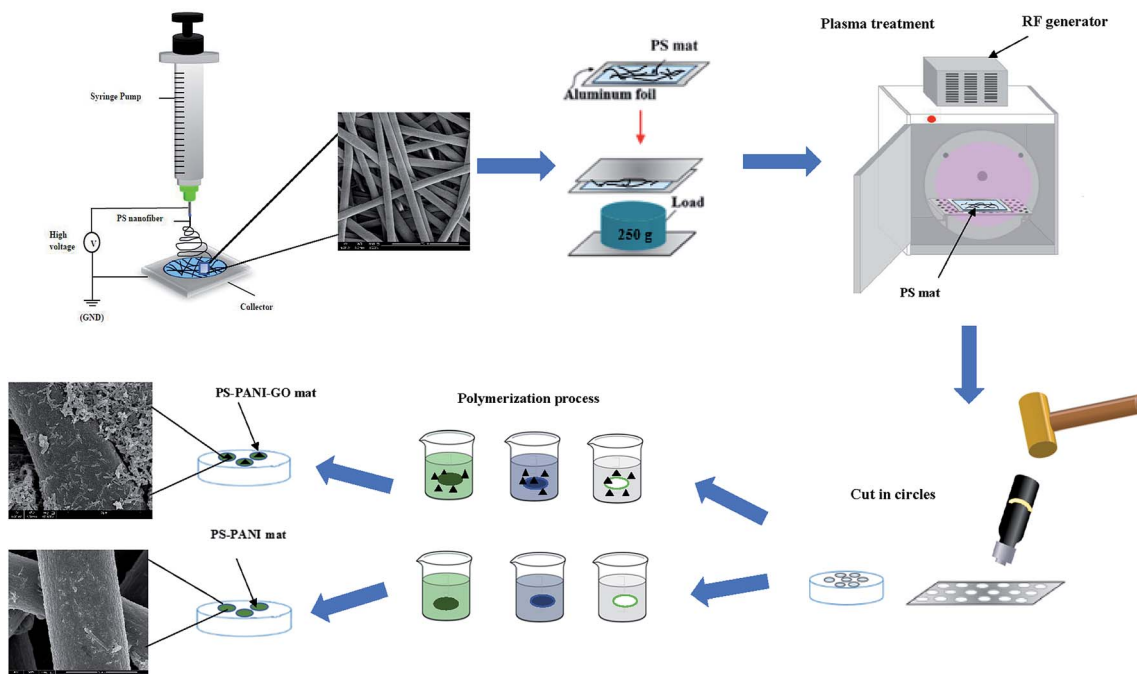 Plasma treatment
RF generator
PS mat
Aluminum foil
Syringe Pump
Load
250 g
PS nanofiber
High
voltage
V
Collector
(GND)
PS mat
PS-PANI-GO mat
Polymerization process
Cut in circles
PS-PANI mat